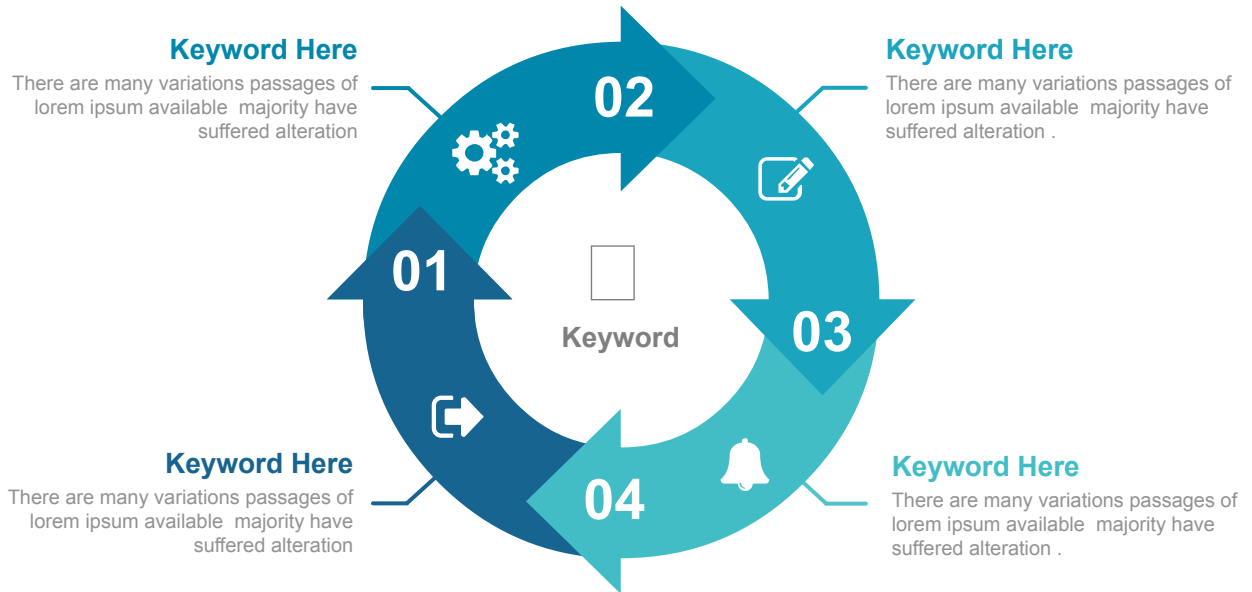 Keyword Here
There are many variations passages of
lorem ipsum available  majority have
suffered alteration
Keyword Here
There are many variations passages of
lorem ipsum available  majority have
suffered alteration .
02
01
03
04
Keyword
Keyword Here
There are many variations passages of
lorem ipsum available  majority have
suffered alteration
Keyword Here
There are many variations passages of
lorem ipsum available  majority have
suffered alteration .